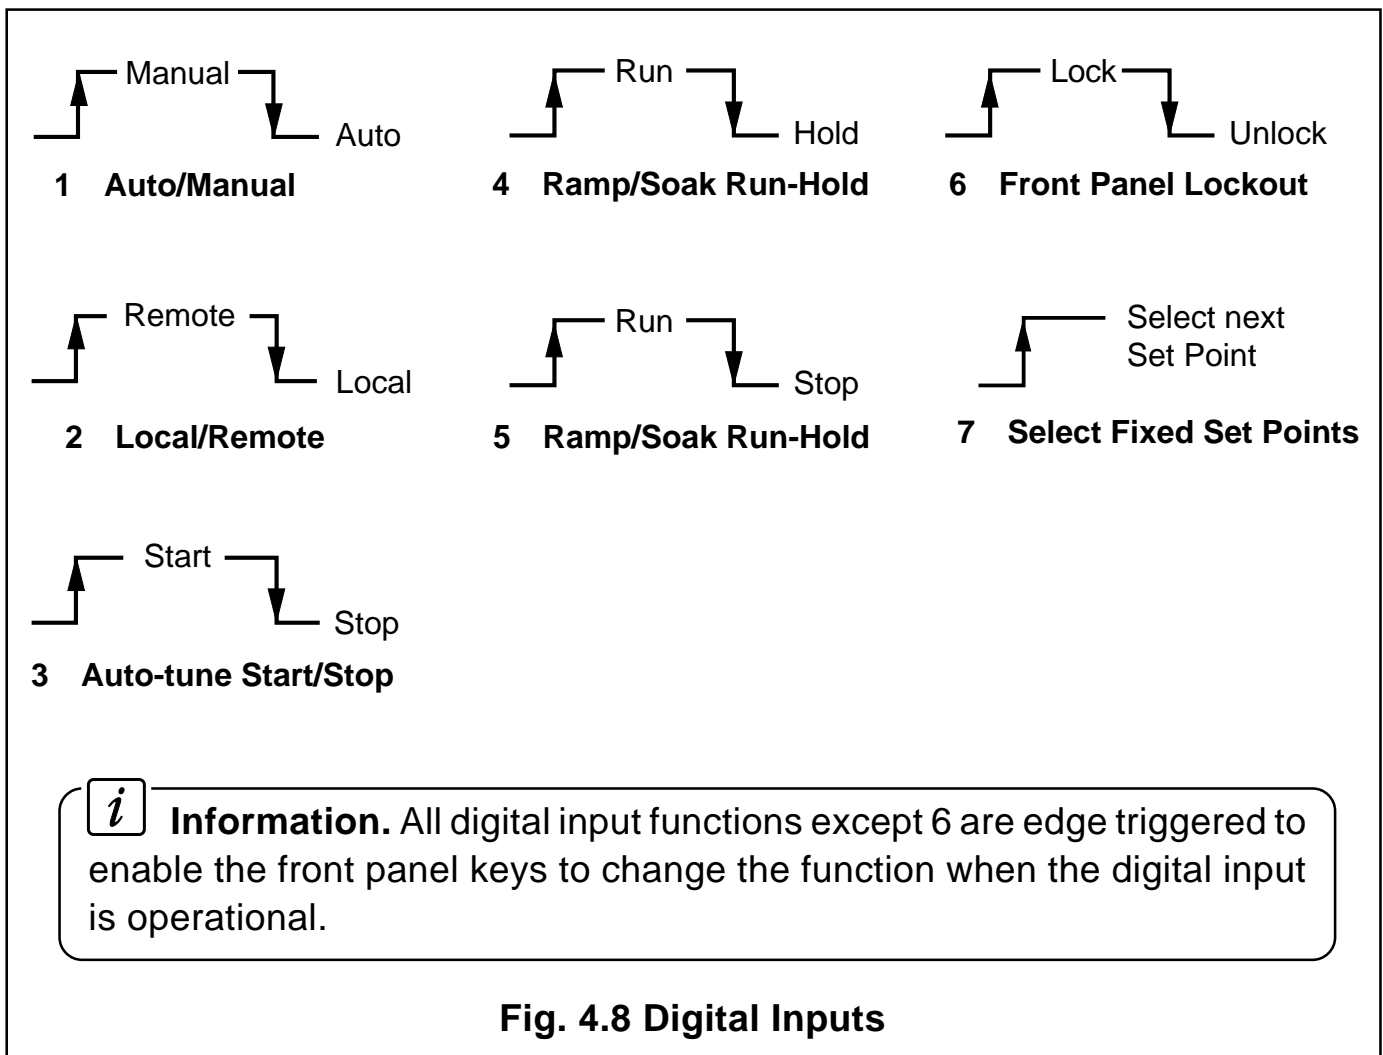 Manual
Auto
1 Auto/Manual
Run
Hold
4 Ramp/Soak Run-Hold
Lock
Unlock
6 Front Panel Lockout
Remote
Local
2 Local/Remote
Run
Stop
5 Ramp/Soak Run-Hold
Select next
Set Point
7 Select Fixed Set Points
Start
Stop
3 Auto-tune Start/Stop
i Information. All digital input functions except 6 are edge triggered to
enable the front panel keys to change the function when the digital input
is operational.
Fig. 4.8 Digital Inputs